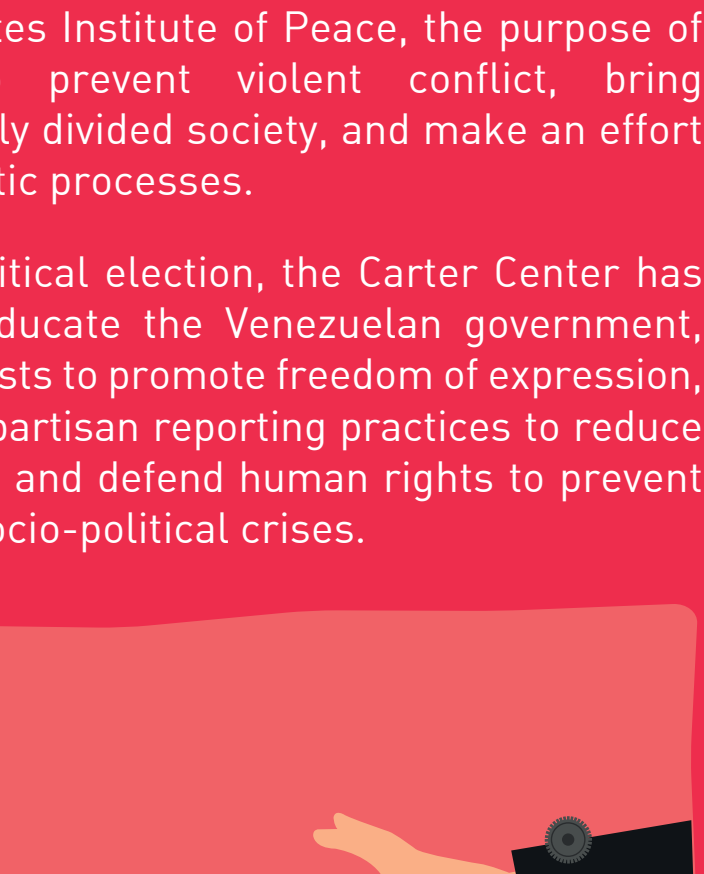 tes Institute of Peace, the purpose of
prevent violent conflict, bring
ly divided society, and make an effort
tic processes.
itical election, the Carter Center has
ducate the Venezuelan government,
sts to promote freedom of expression,
partisan reporting practices to reduce
and defend human rights to prevent
ocio-political crises.